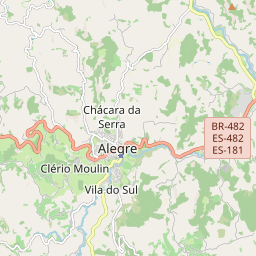 Chácara da
Serra
BR-482
ES-482
ES-181
Alegre
Clério Moulin
Vila do Sul